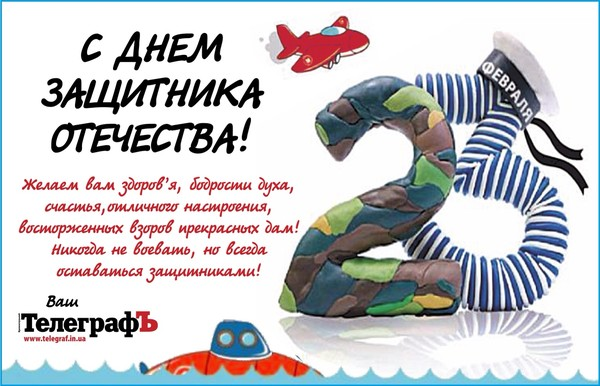 С ДНЕМ
ЗАЩИТНИКА
ОТЕЧЕСТВА!
Желаем вам здоров'я, бодрости духа,
счастья,отличного настроения,
восторженных взоров прекрасных дам!
Никогда не воевать, но всегда
оставаться защитниками!
Ваш
ТелеграфЪ
www.telegraf.in.ua
23
ФЕВРАЛЯ